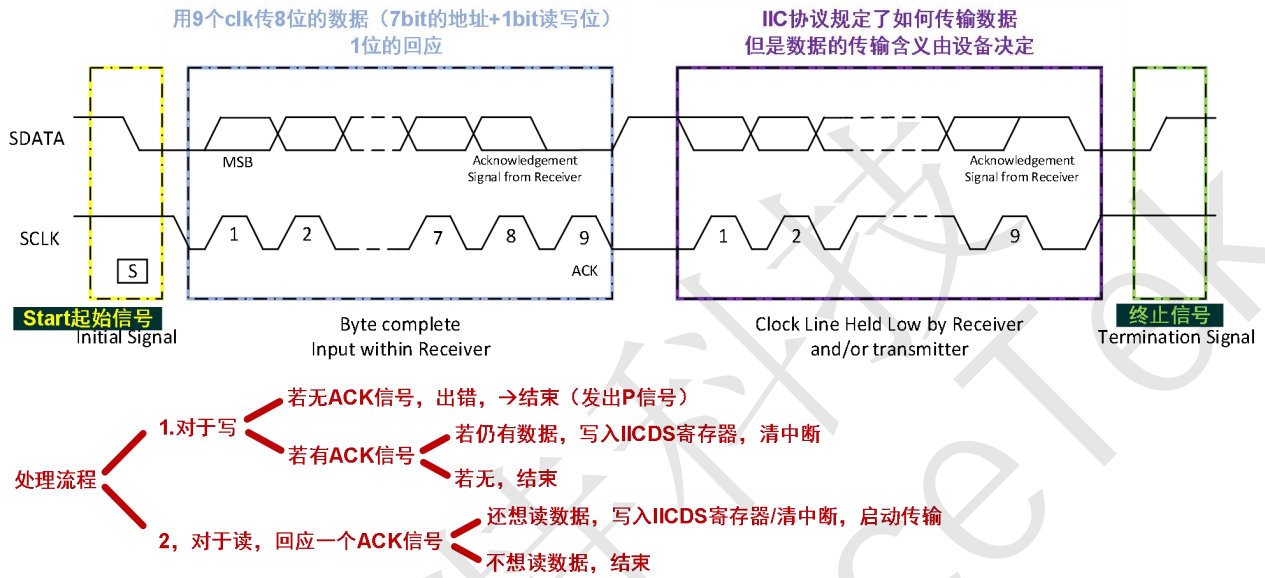 用9个clk传8位的数据（7bit的地址+1bit读写位）
1位的回应
IIC协议规定了如何传输数据
但是数据的传输含义由设备决定
SDATA
MSB
Acknowledgement
Signal from Receiver
Acknowledgement
Signal from Receiver
SCLK
1
2
7
8
9
1
2
9
S
ACK
Start起始信号
Initial Signal
Byte complete
Input within Receiver
Clock Line Held Low by Receiver
and/or transmitter
终止信号
Termination Signal
处理流程
1.对于写
若无ACK信号，出错，→结束（发出P信号）
若有ACK信号
若仍有数据，写入IICDS寄存器，清中断
若无，结束
2，对于读，回应一个ACK信号
还想读数据，写入IICDS寄存器/清中断，启动传输
不想读数据，结束
科技
ceTek